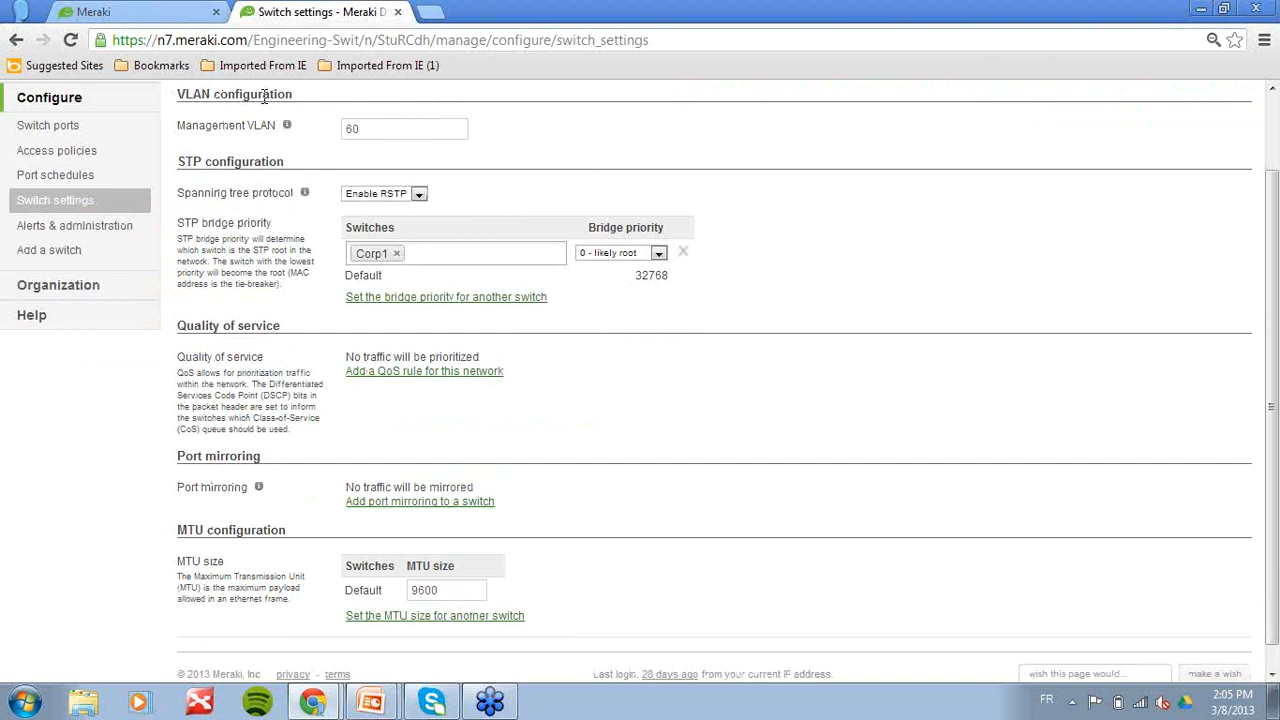 Meraki ×
Switch settings - Meraki D ×
https://n7.meraki.com/Engineering-Swit/n/StuRCdh/manage/configure/switch_settings
Suggested Sites Bookmarks Imported From IE Imported From IE (1)
Configure
Switch ports
Access policies
Port schedules
Switch settings
Alerts & administration
Add a switch
Organization
Help
VLAN configuration
Management VLAN
60
STP configuration
Spanning tree protocol
Enable RSTP
STP bridge priority
STP bridge priority will determine
which switch is the STP root in the
network. The switch with the lowest
priority will become the root (MAC
address is the tie-breaker).
Switches Bridge priority
Corp1 × 0 - likely root ×
Default 32768
Set the bridge priority for another switch
Quality of service
Quality of service
QoS allows for prioritization traffic
within the network. The Differentiated
Services Code Point (DSCP) bits in
the packet header are set to inform
the switches which Class-of-Service
(CoS) queue should be used.
No traffic will be prioritized
Add a QoS rule for this network
Port mirroring
Port mirroring
No traffic will be mirrored
Add port mirroring to a switch
MTU configuration
MTU size
The Maximum Transmission Unit
(MTU) is the maximum payload
allowed in an ethernet frame.
Switches MTU size
Default 9600
Set the MTU size for another switch
© 2013 Meraki, Inc. privacy - terms
Last login: 28 days ago from your current IP address.
wish this page would... make a wish
FR
2:05 PM
3/8/2013